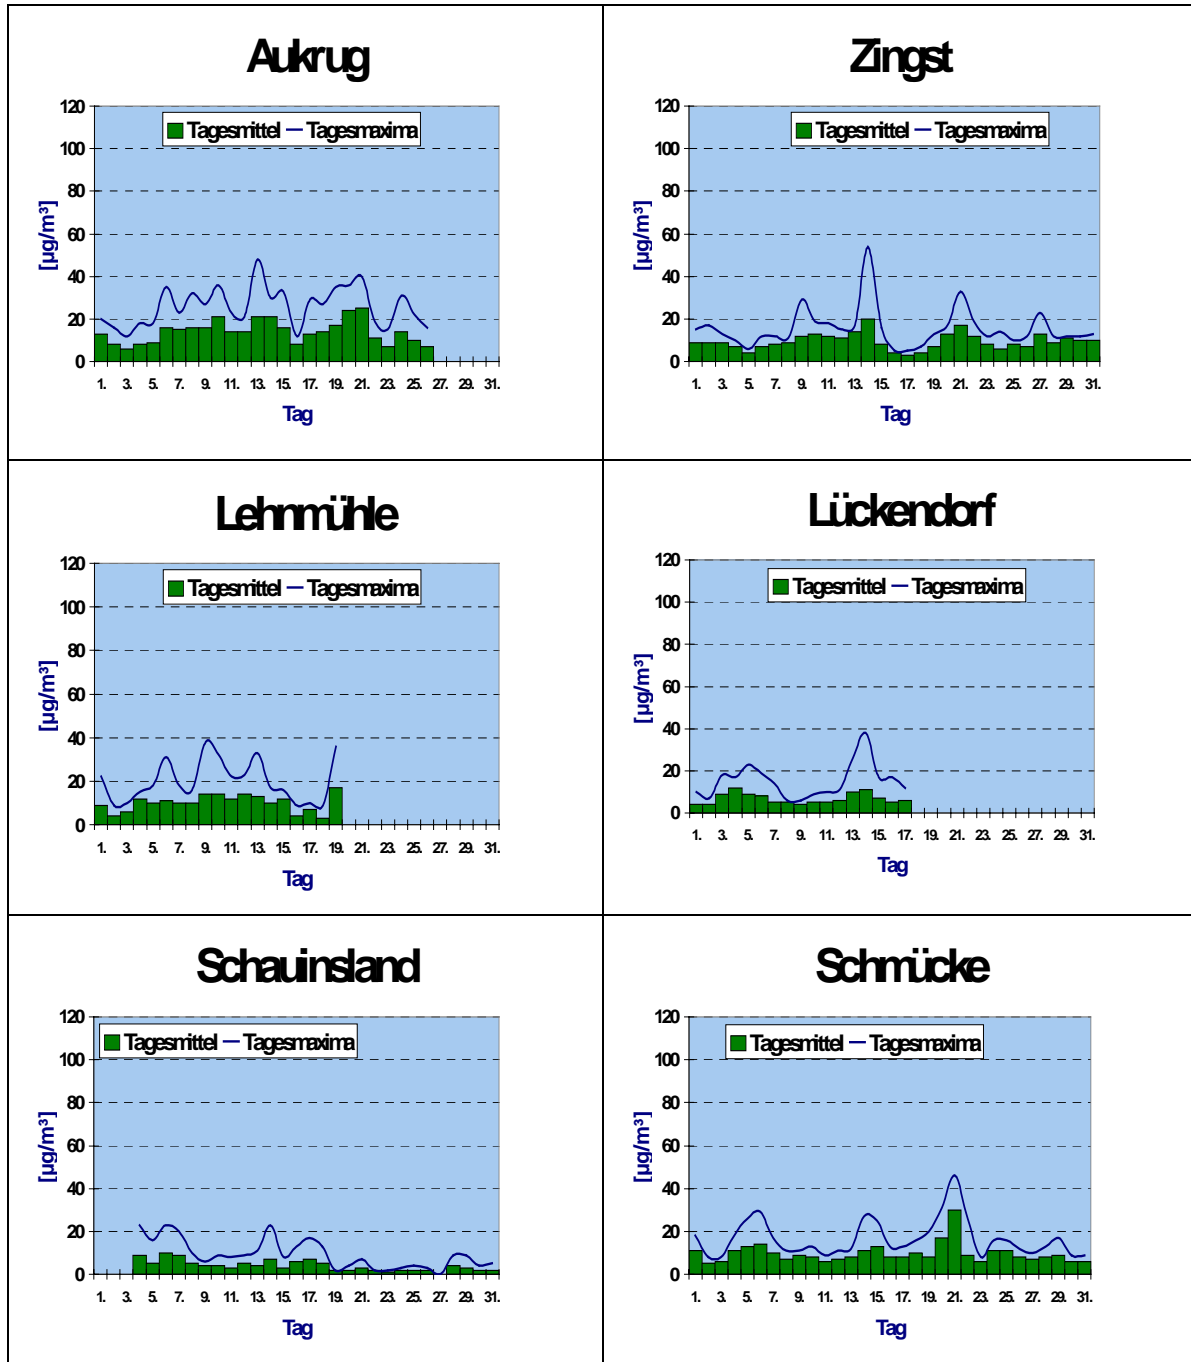 Aukrug
120
Tagesmittel Tagesmaxima
100
80
60
40
20
0
[µg/m³]
1. 3. 5. 7. 9. 11. 13. 15. 17. 19. 21. 23. 25. 27. 29. 31.
Tag
Zingst
120
Tagesmittel Tagesmaxima
100
80
60
40
20
0
[µg/m³]
1. 3. 5. 7. 9. 11. 13. 15. 17. 19. 21. 23. 25. 27. 29. 31.
Tag
Lehnmühle
120
Tagesmittel Tagesmaxima
100
80
60
40
20
0
[µg/m³]
1. 3. 5. 7. 9. 11. 13. 15. 17. 19. 21. 23. 25. 27. 29. 31.
Tag
Lückendorf
120
Tagesmittel Tagesmaxima
100
80
60
40
20
0
[µg/m³]
1. 3. 5. 7. 9. 11. 13. 15. 17. 19. 21. 23. 25. 27. 29. 31.
Tag
Schauinsland
120
Tagesmittel Tagesmaxima
100
80
60
40
20
0
[µg/m³]
1. 3. 5. 7. 9. 11. 13. 15. 17. 19. 21. 23. 25. 27. 29. 31.
Tag
Schmücke
120
Tagesmittel Tagesmaxima
100
80
60
40
20
0
[µg/m³]
1. 3. 5. 7. 9. 11. 13. 15. 17. 19. 21. 23. 25. 27. 29. 31.
Tag